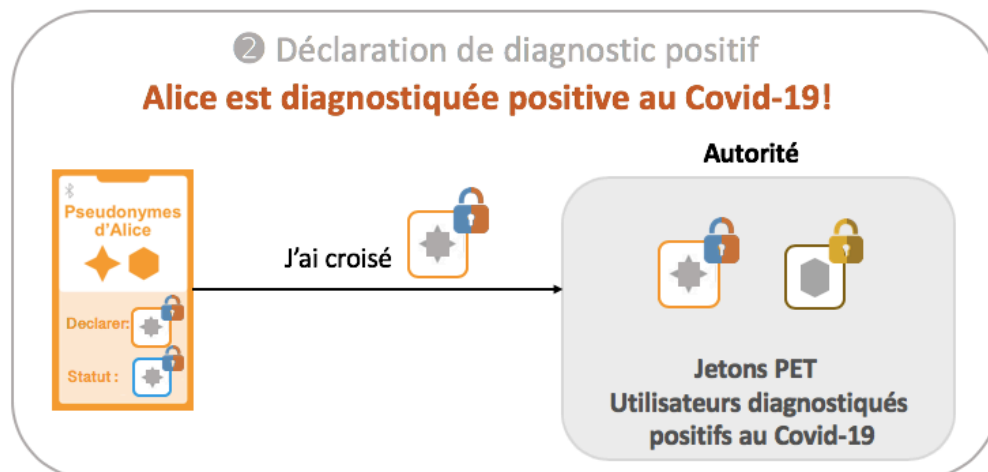 ❷ Déclaration de diagnostic positif
Alice est diagnostiquée positive au Covid-19!
Autorité
Pseudonymes
d'Alice
J'ai croisé
Declarer:
Statut :
Jetons PET
Utilisateurs diagnostiqués
positifs au Covid-19